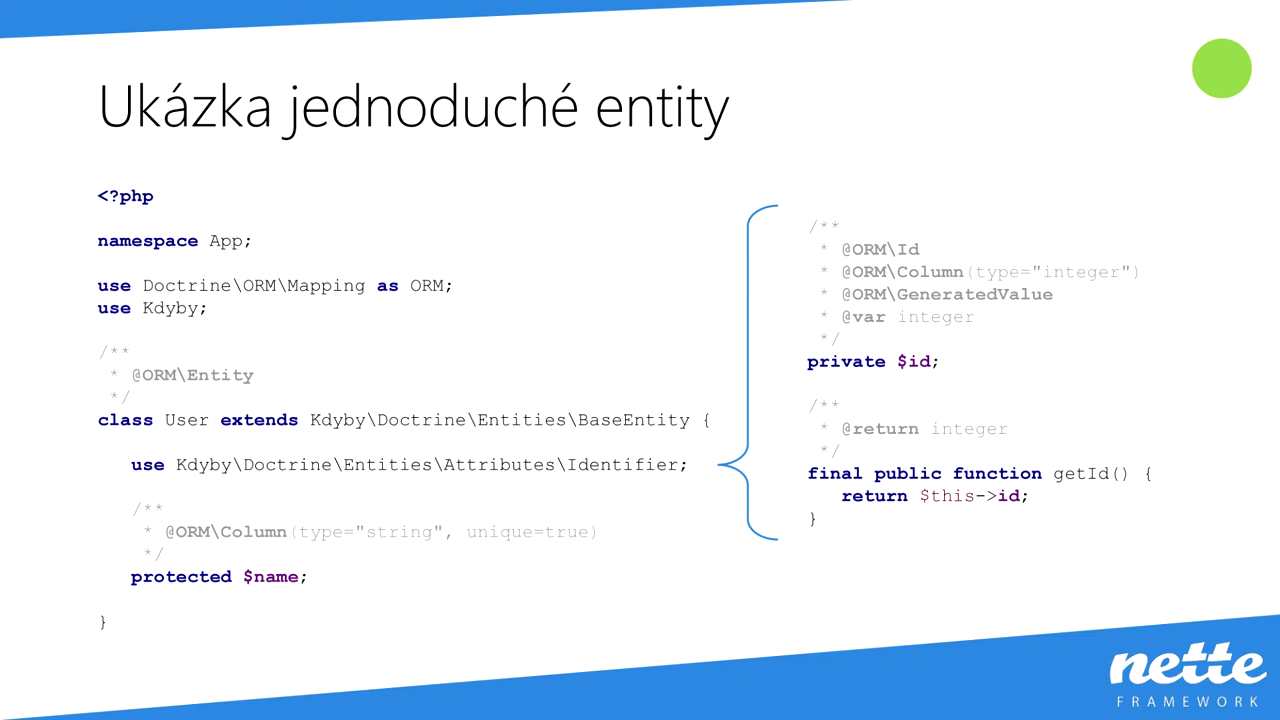 Ukázka jednoduché entity
<?php
namespace App;
use Doctrine\ORM\Mapping as ORM;
use Kdyby;
/**
 * @ORM\Entity
 */
class User extends Kdyby\Doctrine\Entities\BaseEntity {
   use Kdyby\Doctrine\Entities\Attributes\Identifier;
   /**
    * @ORM\Column(type="string", unique=true)
    */
   protected $name;
}
/**
 * @ORM\Id
 * @ORM\Column(type="integer")
 * @ORM\GeneratedValue
 * @var integer
 */
private $id;
/**
 * @return integer
 */
final public function getId() {
   return $this->id;
}
nette
FRAMEWORK